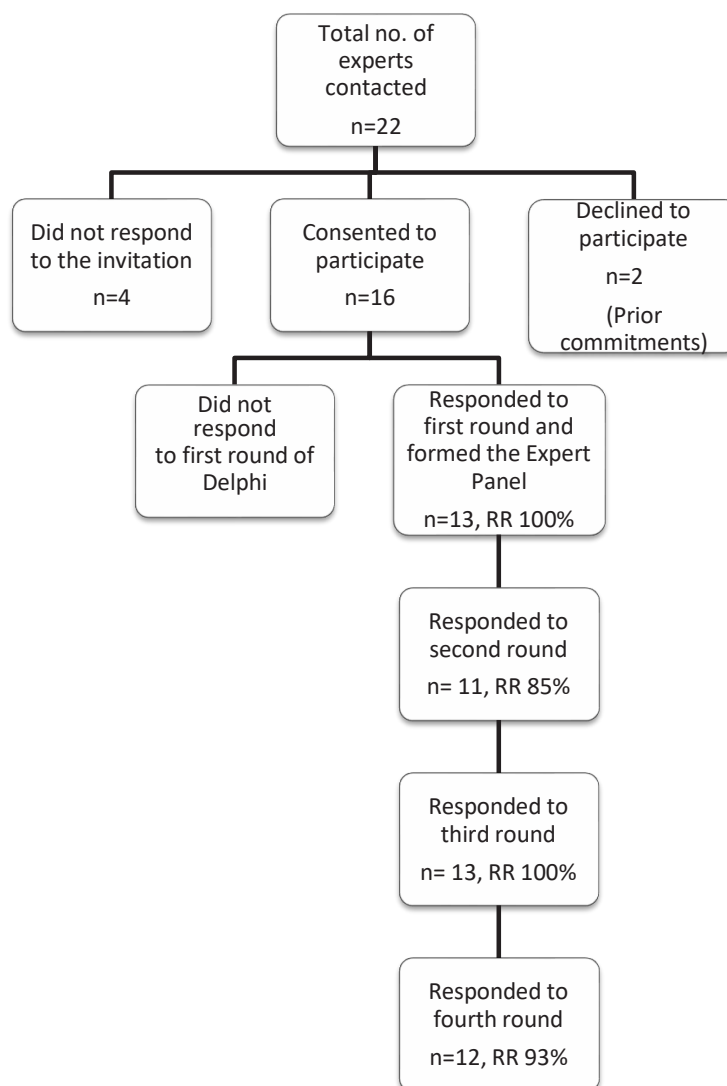 Total no. of
experts
contacted
n=22
Did not respond
to the invitation
n=4
Consented to
participate
n=16
Declined to
participate
n=2
(Prior
commitments)
Did not
respond
to first round of
Delphi
Responded to
first round and
formed the Expert
Panel
n=13, RR 100%
Responded to
second round
n= 11, RR 85%
Responded to
third round
n= 13, RR 100%
Responded to
fourth round
n=12, RR 93%